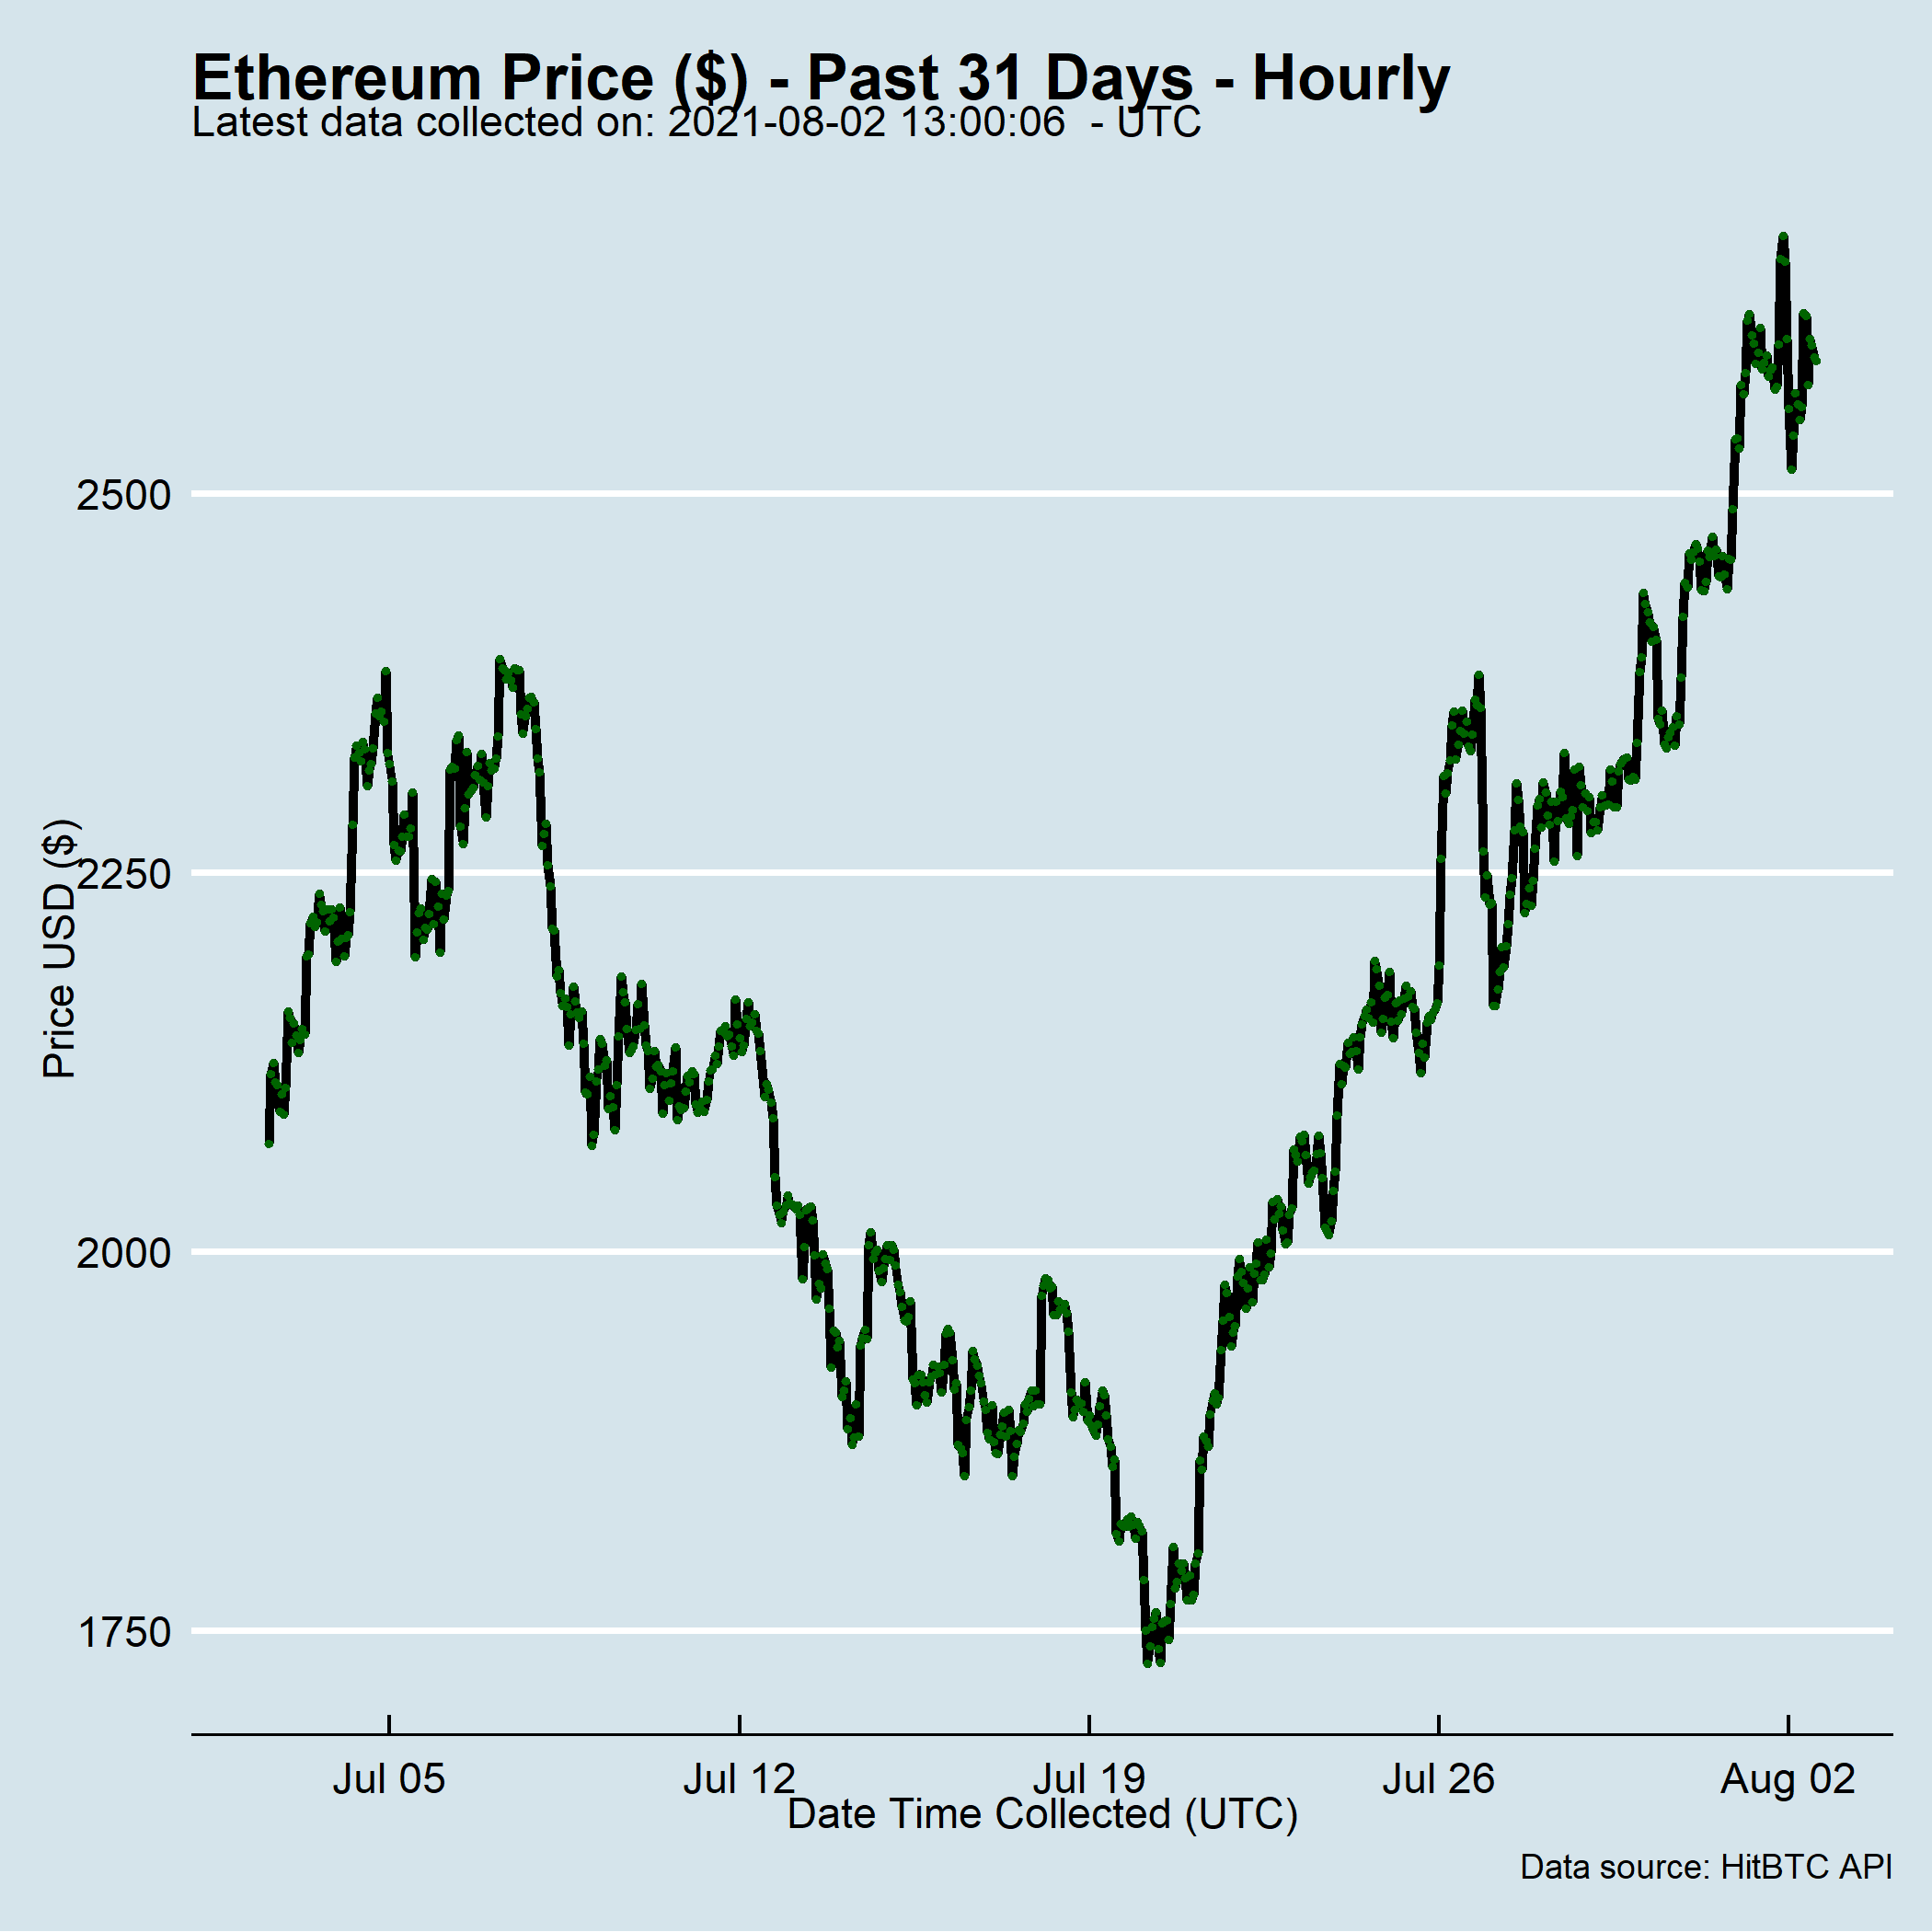 Ethereum Price ($) - Past 31 Days - Hourly
Latest data collected on: 2021-08-02 13:00:06  - UTC
Price USD ($)
2500
2250
2000
1750
Jul 05 Jul 12 Jul 19 Jul 26 Aug 02
Date Time Collected (UTC)
Data source: HitBTC API